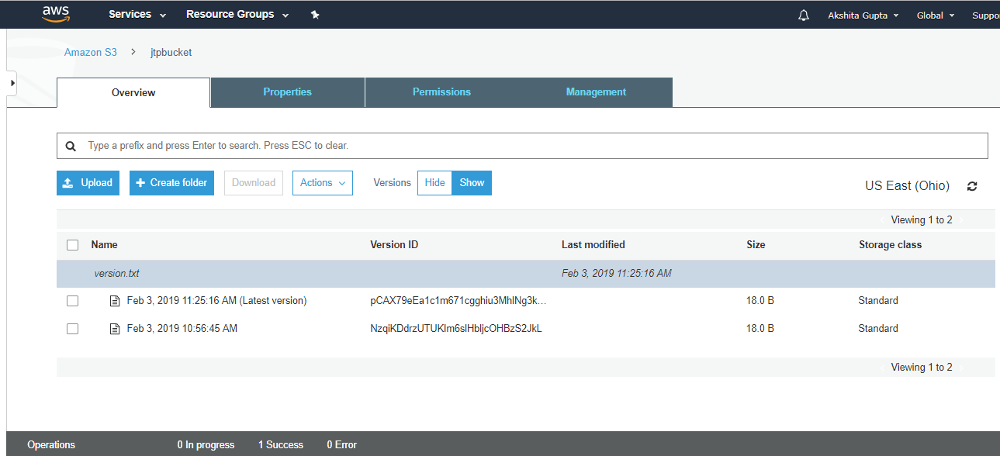 aws Services Resource Groups Akshita Gupta Global Suppo
Amazon S3 > jtpbucket
Overview Properties Permissions Management
Type a prefix and press Enter to search. Press ESC to clear.
Upload Create folder Download Actions Versions Hide Show US East (Ohio)
Viewing 1 to 2
Name Version ID Last modified Size Storage class
version.txt Feb 3, 2019 11:25:16 AM
Feb 3, 2019 11:25:16 AM (Latest version) pCAX79eEa1c1m671cgghiu3MhlNg3k... 18.0 B Standard
Feb 3, 2019 10:56:45 AM NzqiKDdrzUTUKlm6slHbljcOHBzS2JkL 18.0 B Standard
Viewing 1 to 2
Operations 0 In progress 1 Success 0 Error